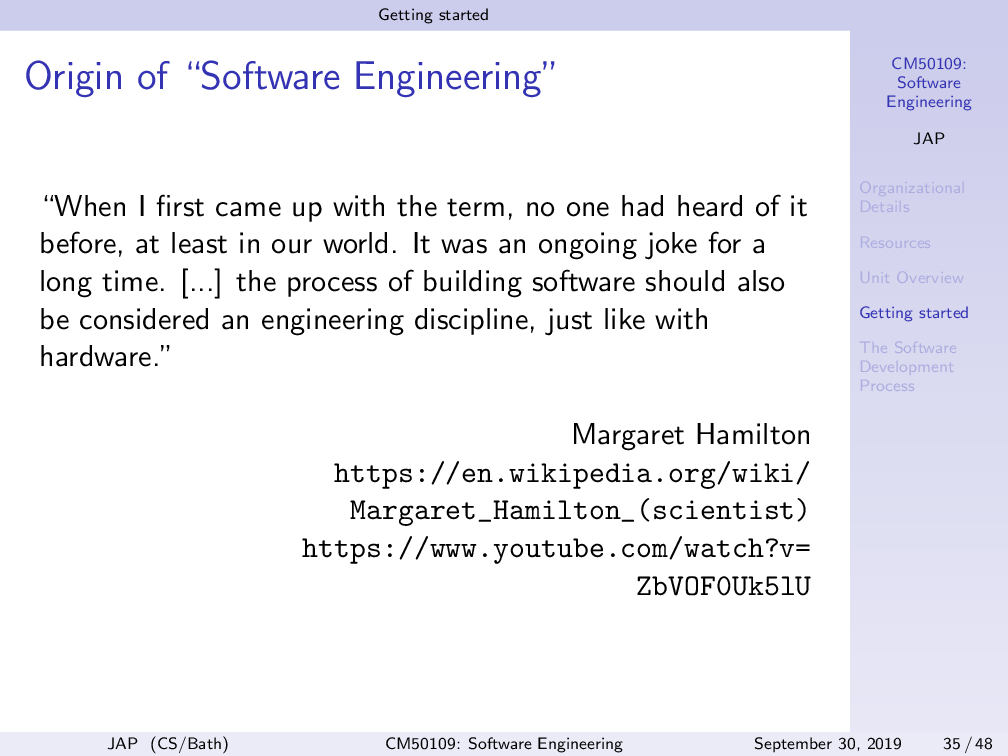 Getting started
Origin of “Software Engineering”
“When I first came up with the term, no one had heard of it
before, at least in our world. It was an ongoing joke for a
long time. [...] the process of building software should also
be considered an engineering discipline, just like with
hardware.”
Margaret Hamilton
https://en.wikipedia.org/wiki/
Margaret_Hamilton_(scientist)
https://www.youtube.com/watch?v=
ZbVOF0Uk5lU
CM50109:
Software
Engineering
JAP
Organizational
Details
Resources
Unit Overview
Getting started
The Software
Development
Process
JAP (CS/Bath)
CM50109: Software Engineering
September 30, 2019
35 / 48